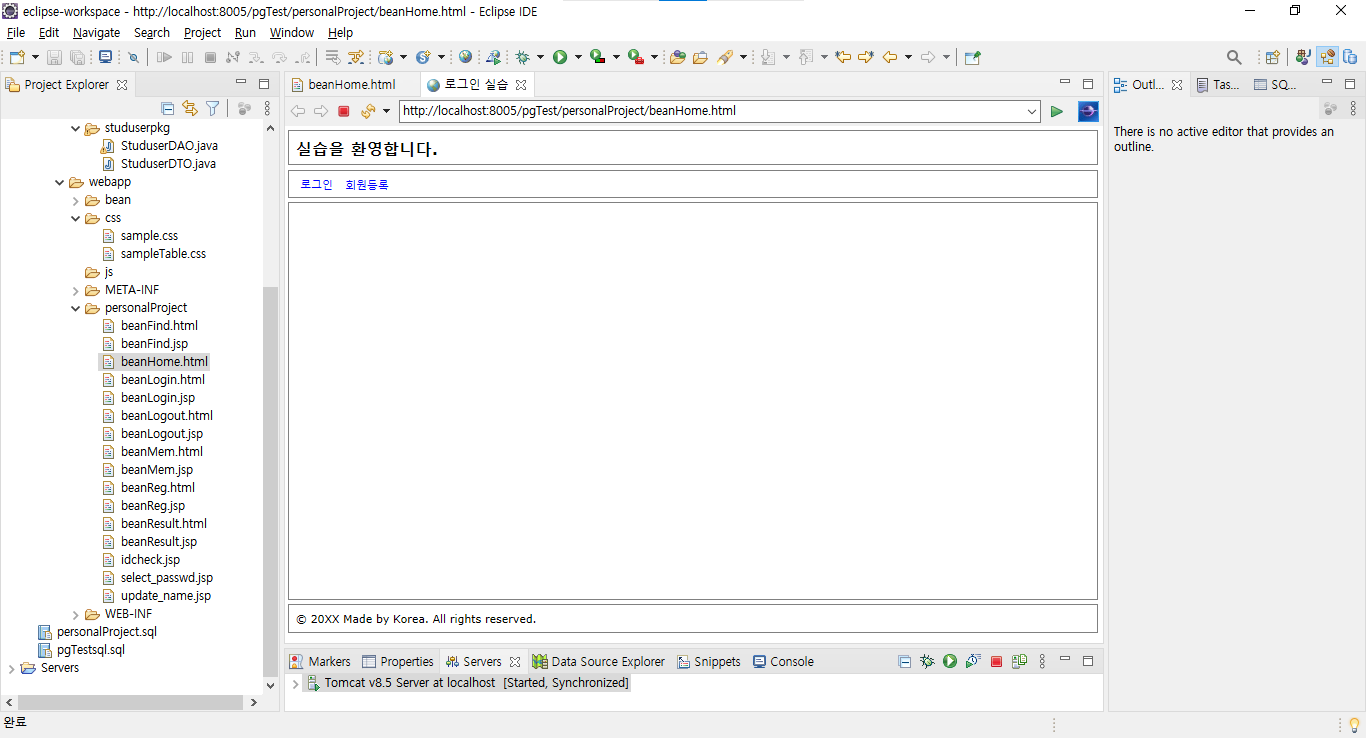 eclipse-workspace - http://localhost:8005/pgTest/personalProject/beanHome.html - Eclipse IDE
File Edit Navigate Search Project Run Window Help
Project Explorer
studuserpkg
StuduserDAO.java
StuduserDTO.java
webapp
bean
css
sample.css
sampleTable.css
js
META-INF
personalProject
beanFind.html
beanFind.jsp
beanHome.html
beanLogin.html
beanLogin.jsp
beanLogout.html
beanLogout.jsp
beanMem.html
beanMem.jsp
beanReg.html
beanReg.jsp
beanResult.html
beanResult.jsp
idcheck.jsp
select_passwd.jsp
update_name.jsp
WEB-INF
personalProject.sql
pgTestsql.sql
Servers
beanHome.html 로그인 실습
http://localhost:8005/pgTest/personalProject/beanHome.html
실습을 환영합니다.
로그인 회원등록
© 20XX Made by Korea. All rights reserved.
Markers Properties Servers Data Source Explorer Snippets Console
Tomcat v8.5 Server at localhost [Started, Synchronized]
Outl... Tas... SQ...
There is no active editor that provides an
outline.
완료